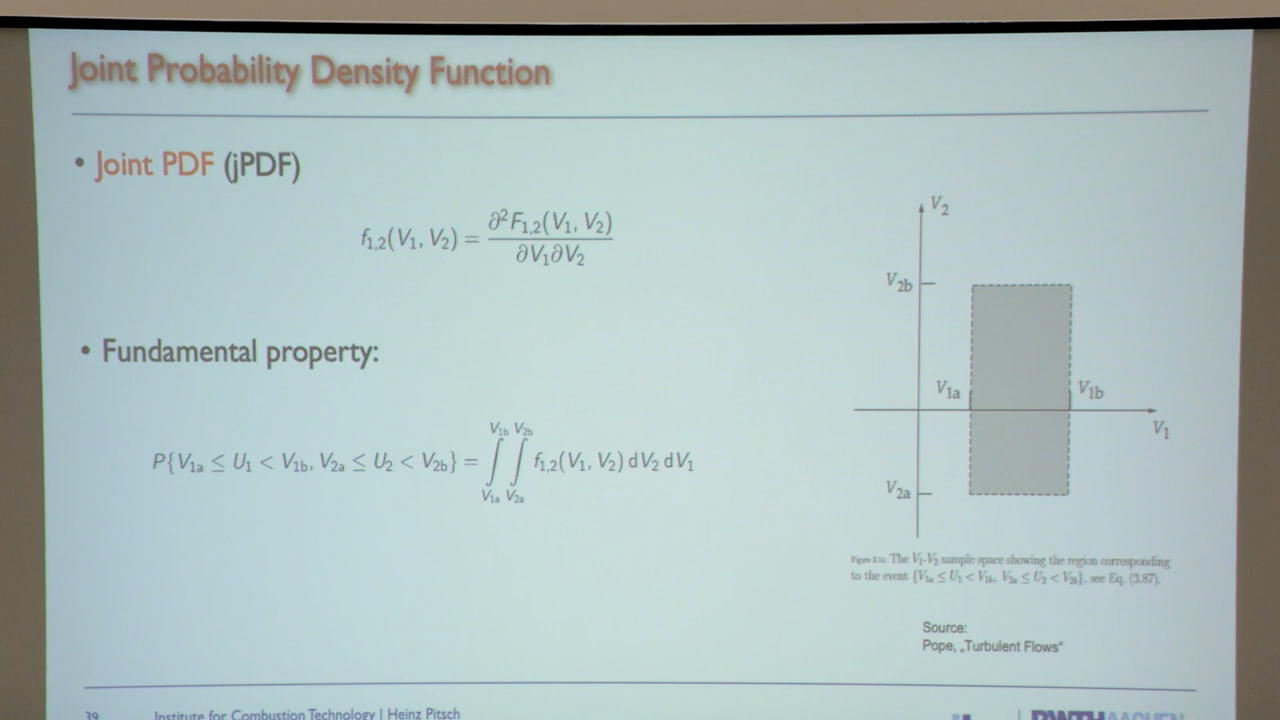 Joint Probability Density Function
• Joint PDF (jPDF)
f₁,₂(V₁, V₂) = ∂²F₁,₂(V₁, V₂) / ∂V₁∂V₂
• Fundamental property:
P{V₁ₐ ≤ U₁ < V₁b, V₂ₐ ≤ U₂ < V₂b} = ∫_{V₁ₐ}^{V₁b} ∫_{V₂ₐ}^{V₂b} f₁,₂(V₁, V₂) dV₂ dV₁
V₂
V₂b
V₁ₐ
V₁b
V₁
V₂ₐ
The V₁-V₂ sample space showing the region corresponding
to the event {V₁ₐ ≤ U₁ < V₁b, V₂ₐ ≤ U₂ < V₂b}, see Eq. (3.87).
Source:
Pope, „Turbulent Flows“
39 Institute for Combustion Technology | Heinz Pitsch
RWTHAACHEN